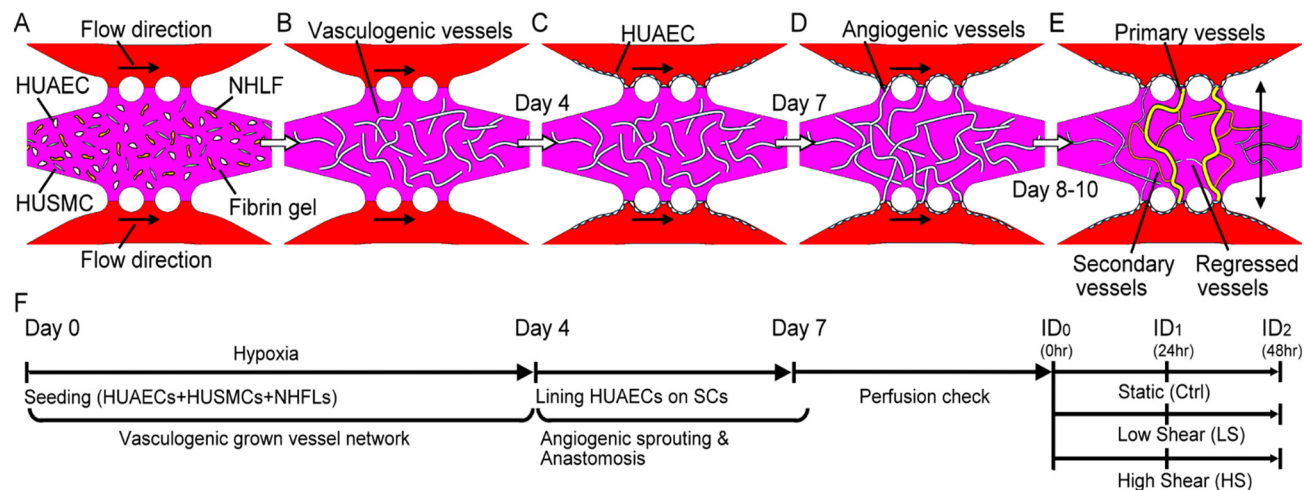 A
Flow direction
HUAEC
NHLF
HUSMC
Fibrin gel
Flow direction
B
Vasculogenic vessels
Day 4
C
HUAEC
Day 7
D
Angiogenic vessels
Day 8-10
E
Primary vessels
Secondary
vessels
Regressed
vessels
F
Day 0
Day 4
Day 7
ID0
ID1
ID2
(0hr)
(24hr)
(48hr)
Hypoxia
Seeding (HUAECs+HUSMCs+NHFLs)
Lining HUAECs on SCs
Perfusion check
Static (Ctrl)
Vasculogenic grown vessel network
Angiogenic sprouting &
Anastomosis
Low Shear (LS)
High Shear (HS)